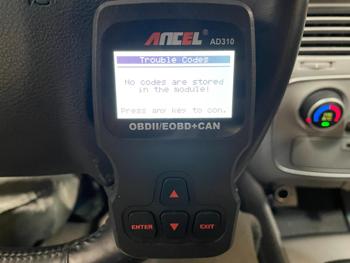 ANCEL
AD310
Trouble Codes
No codes are stored
in the module!
Press any key to con.
OBDII/EOBD+CAN
ENTER
EXIT